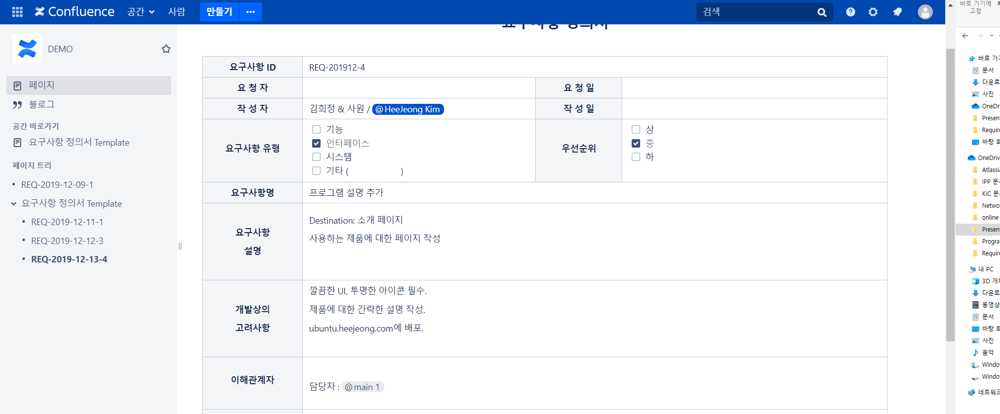 Confluence 공간 사람 만들기 ••• 검색
DEMO
페이지
블로그
공간 바로가기
요구사항 정의서 Template
페이지 트리
• REQ-2019-12-09-1
요구사항 정의서 Template
• REQ-2019-12-11-1
• REQ-2019-12-12-3
• REQ-2019-12-13-4
요구사항 정의서
요구사항 ID REQ-201912-4
요 청 자 요 청 일
작 성 자 김희정 & 사원 / @HeeJeong Kim 작 성 일
요구사항 유형
기능
인터페이스
시스템
기타 ( )
우선순위
상
중
하
요구사항명 프로그램 설명 추가
요구사항
설명
Destination: 소개 페이지
사용하는 제품에 대한 페이지 작성
개발상의
고려사항
깔끔한 UI, 투명한 아이콘 필수.
제품에 대한 간략한 설명 작성.
ubuntu.heejeong.com에 배포.
이해관계자
담당자 : @main 1
바로 가기에
고정
바로 가
문서
다운로
사진
OneDr
Presen
Require
바탕 화
OneDriv
Atlassia
IPP 문
KIC 문
Netwo
online
Presen
Progra
Require
내 PC
3D 개
다운로
동영상
문서
바탕 화
사진
음악
Windo
Windo
네트워크